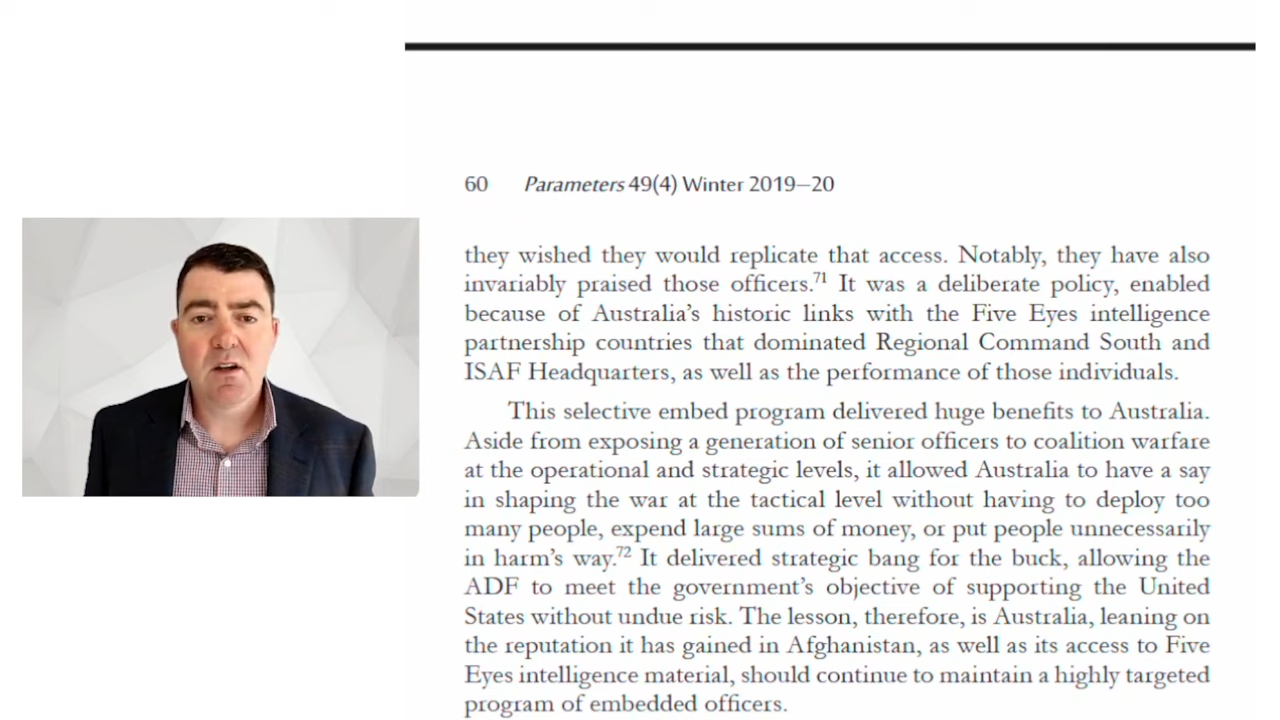 60 Parameters 49(4) Winter 2019–20
they wished they would replicate that access. Notably, they have also
invariably praised those officers.71 It was a deliberate policy, enabled
because of Australia's historic links with the Five Eyes intelligence
partnership countries that dominated Regional Command South and
ISAF Headquarters, as well as the performance of those individuals.
This selective embed program delivered huge benefits to Australia.
Aside from exposing a generation of senior officers to coalition warfare
at the operational and strategic levels, it allowed Australia to have a say
in shaping the war at the tactical level without having to deploy too
many people, expend large sums of money, or put people unnecessarily
in harm's way.72 It delivered strategic bang for the buck, allowing the
ADF to meet the government's objective of supporting the United
States without undue risk. The lesson, therefore, is Australia, leaning on
the reputation it has gained in Afghanistan, as well as its access to Five
Eyes intelligence material, should continue to maintain a highly targeted
program of embedded officers.